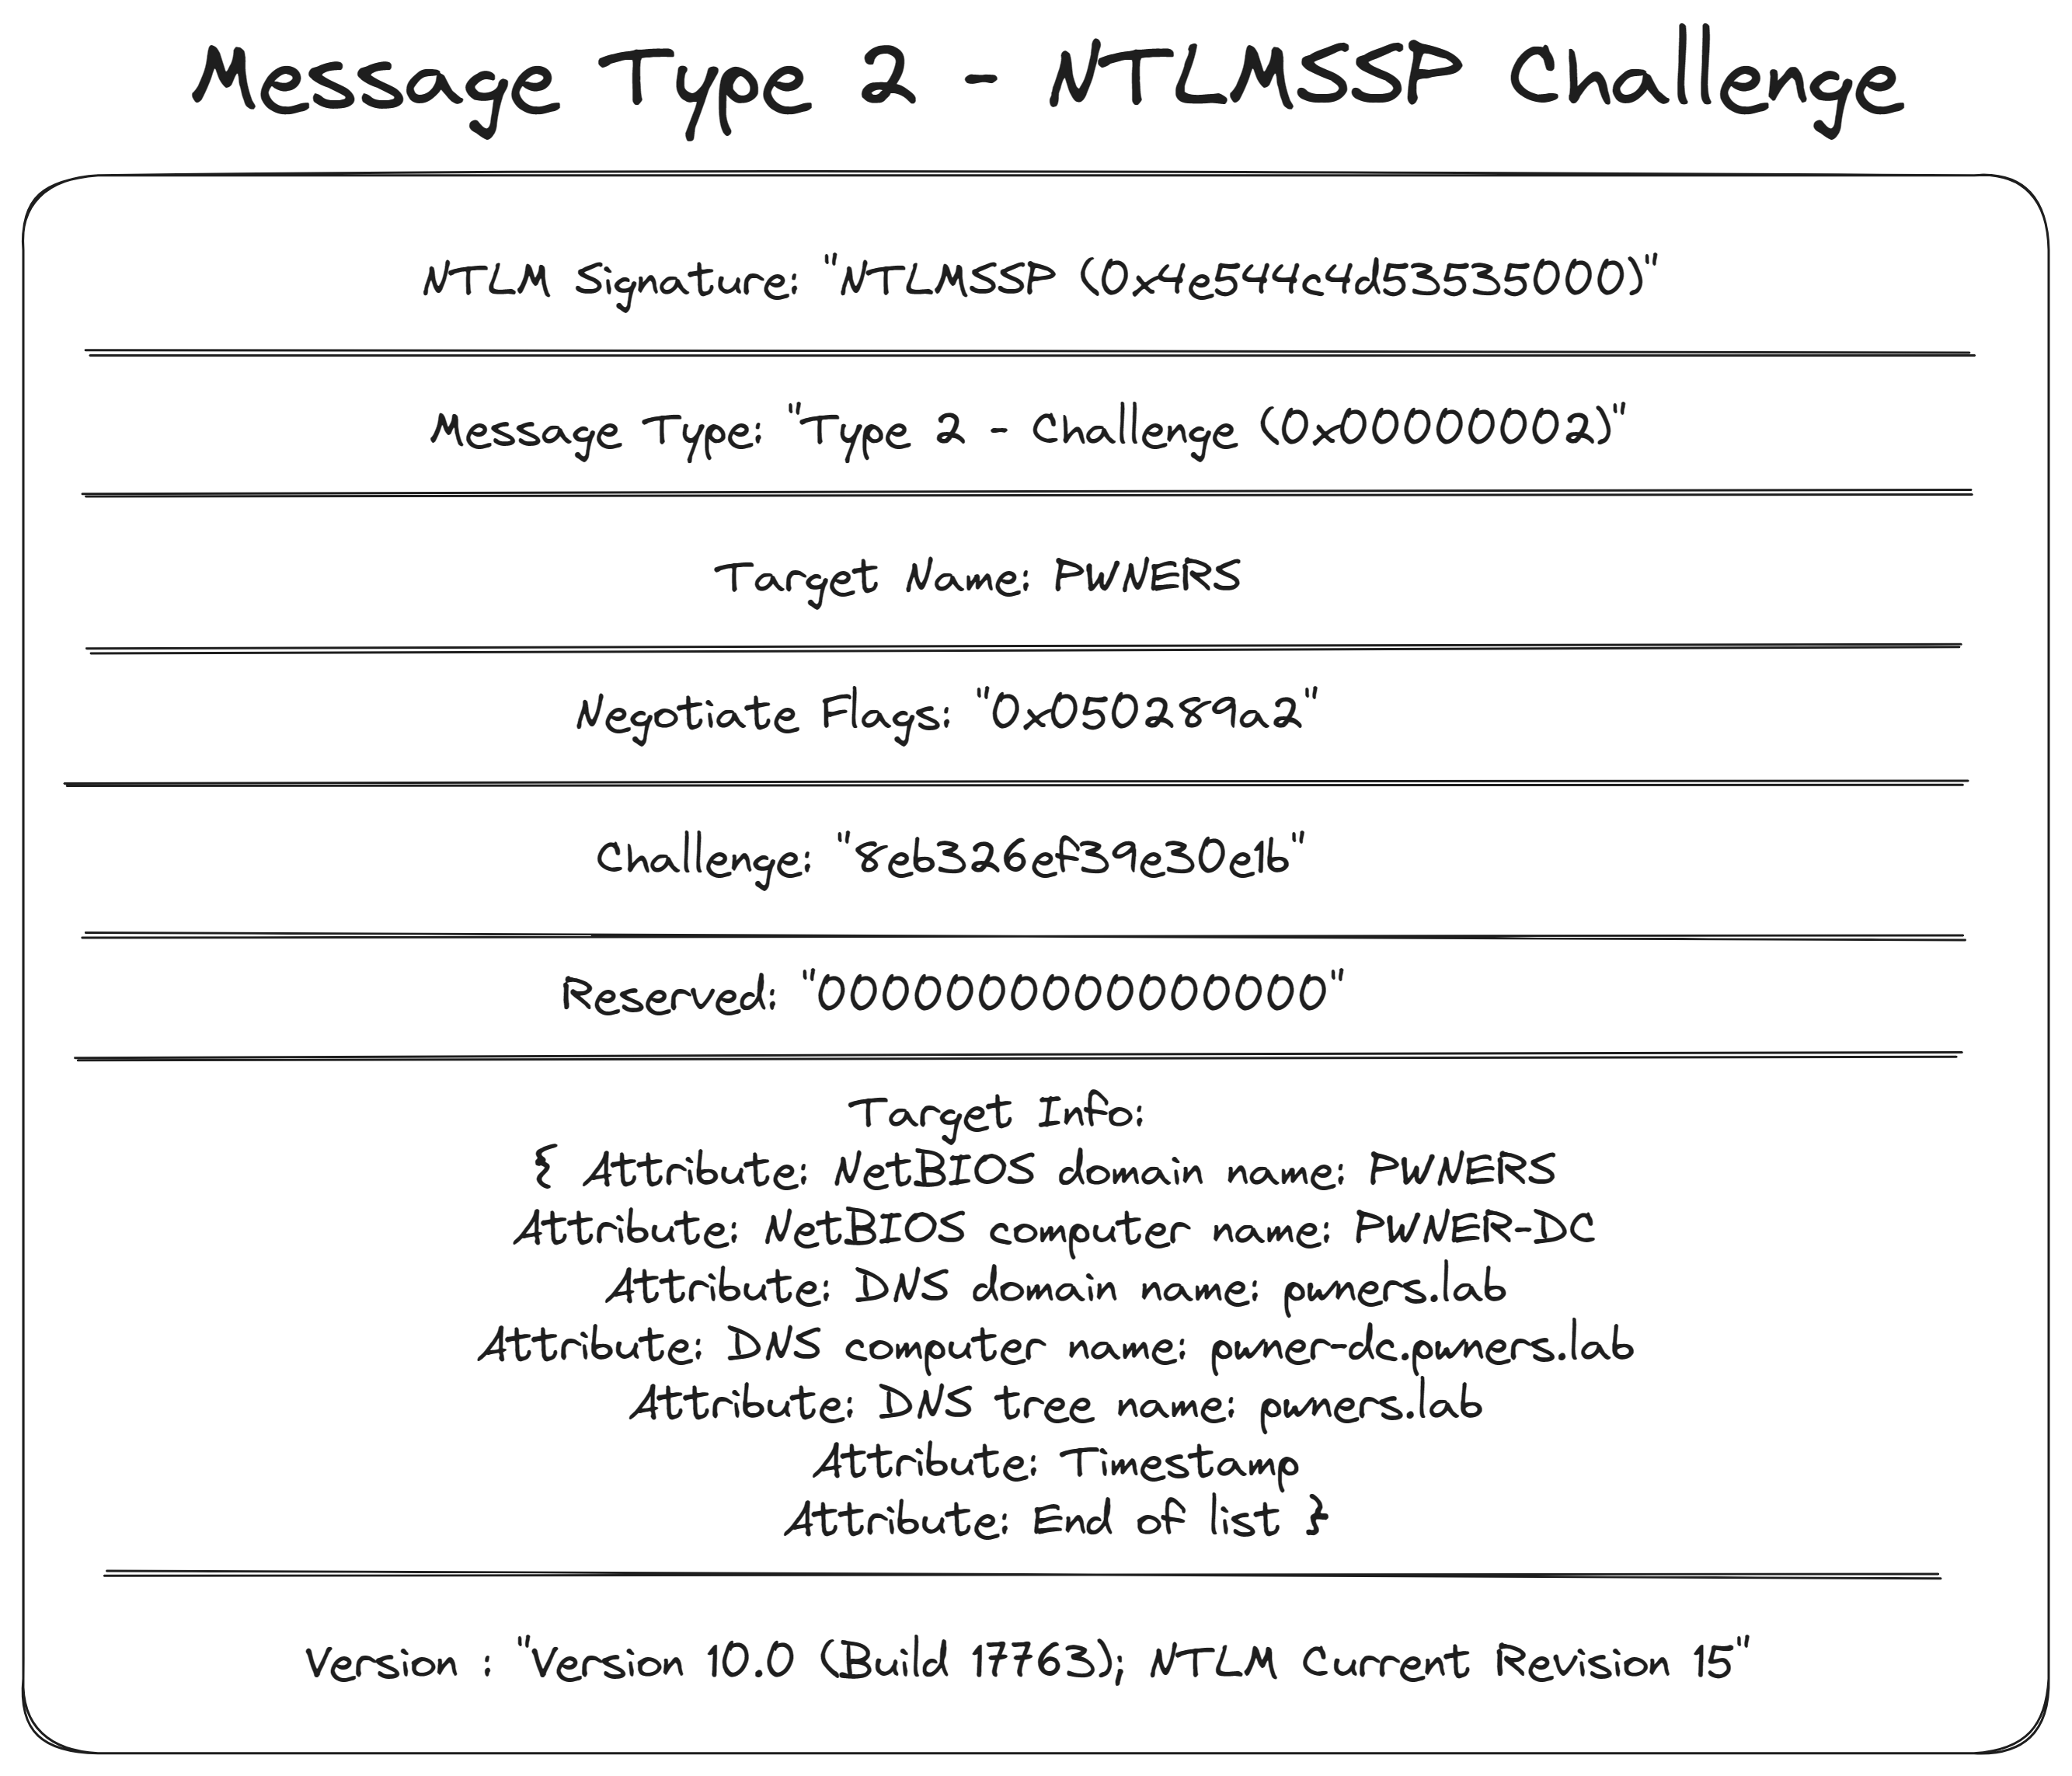 Message Type 2 - NTLMSSP Challenge
NTLM Signature: "NTLMSSP (0x4e544c4d53535000)"
Message Type: "Type 2 - Challenge (0x00000002)"
Target Name: PWNERS
Negotiate Flags: "0x050289a2"
Challenge: "8eb326ef39e30e1b"
Reserved: "0000000000000000"
Target Info:
{ Attribute: NetBIOS domain name: PWNERS
Attribute: NetBIOS computer name: PWNER-DC
Attribute: DNS domain name: pwners.lab
Attribute: DNS computer name: pwner-dc.pwners.lab
Attribute: DNS tree name: pwners.lab
Attribute: Timestamp
Attribute: End of list }
Version : "Version 10.0 (Build 17763); NTLM Current Revision 15"